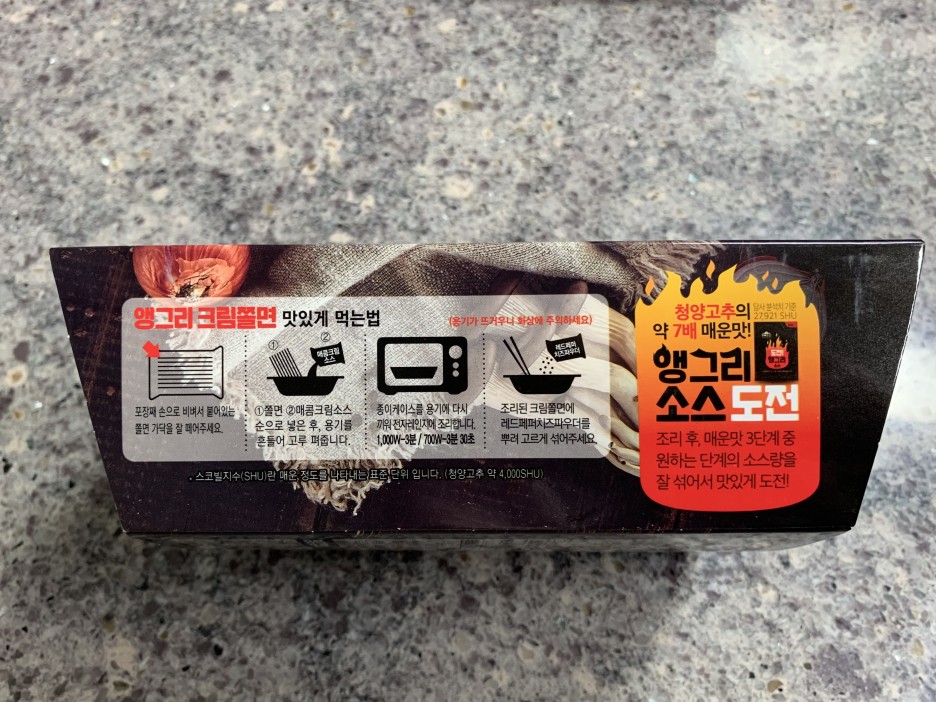 앵그리 크림쫄면 맛있게 먹는법
(용기가 뜨거우니 화상에 주의하세요)
포장째 손으로 비벼서 붙어있는
쫄면 가닥을 잘 떼어주세요.
① ②
매콤크림
소스
①쫄면 ②매콤크림소스
순으로 넣은 후, 용기를
흔들어 고루 펴줍니다.
종이케이스를 용기에 다시
끼워 전자레인지에 조리합니다.
1,000W-3분 / 700W-3분 30초
레드페퍼
치즈파우더
조리된 크림쫄면에
레드페퍼치즈파우더를
뿌려 고르게 섞어주세요.
• 스코빌지수(SHU)란 매운 정도를 나타내는 표준 단위 입니다. (청양고추 약 4,000SHU)
청양고추의
약 7배 매운맛!
당사 분석치 기준
27,921 SHU
도전!
앵그리
앵그리
소스 도전
조리 후, 매운맛 3단계 중
원하는 단계의 소스량을
잘 섞어서 맛있게 도전!